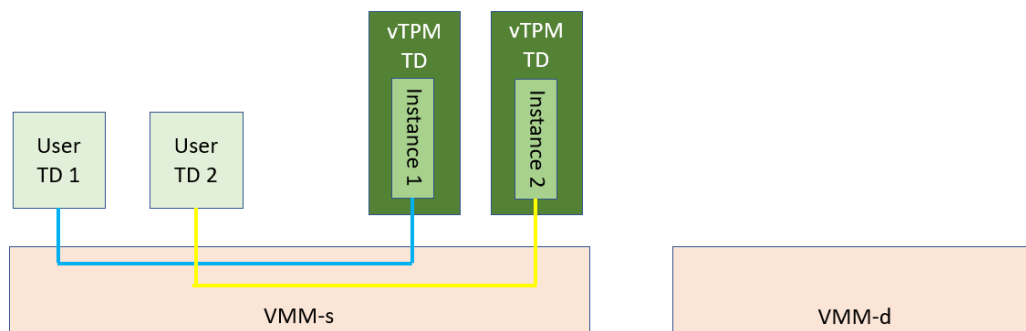 vTPM
TD
vTPM
TD
Instance 1
Instance 2
User
TD 1
User
TD 2
VMM-s
VMM-d